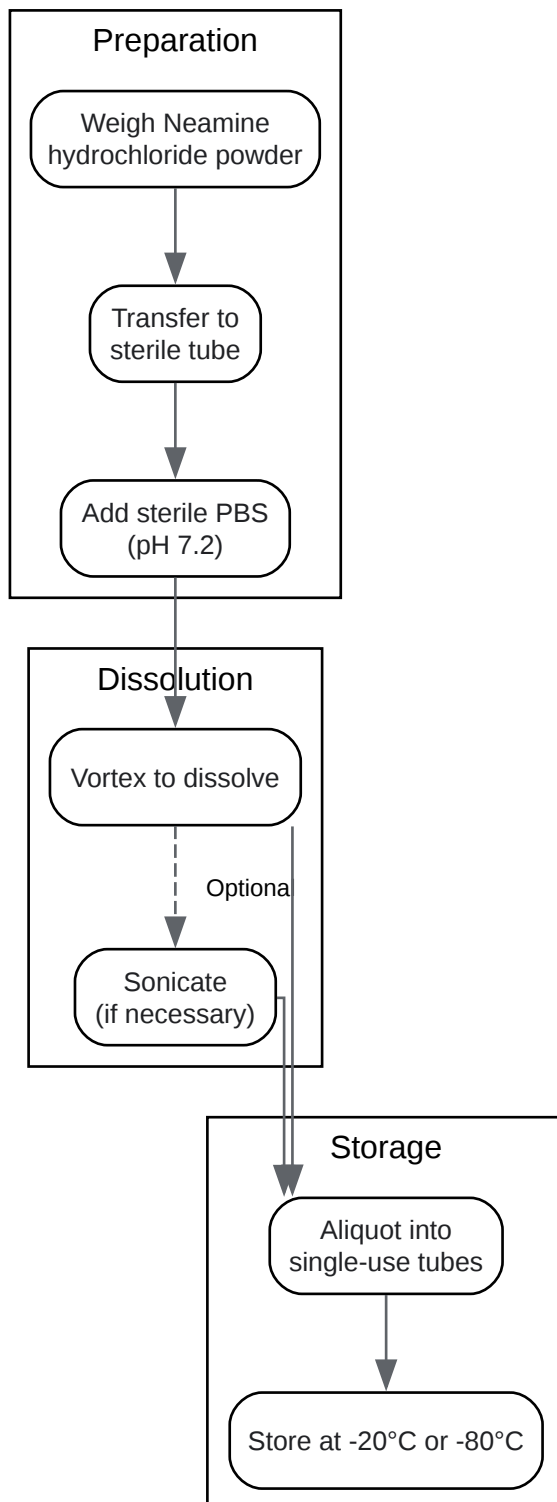 Preparation
Weigh Neamine
hydrochloride powder
Transfer to
sterile tube
Add sterile PBS
(pH 7.2)
Dissolution
Vortex to dissolve
Optional
Sonicate
(if necessary)
Storage
Aliquot into
single-use tubes
Store at -20°C or -80°C